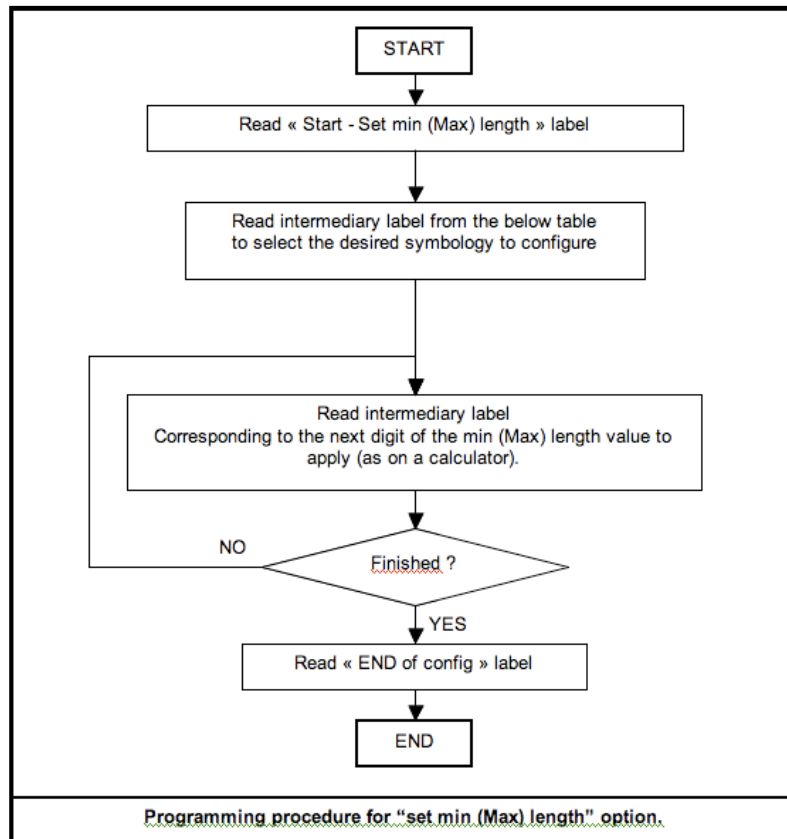 START
Read « Start - Set min (Max) length » label
Read intermediary label from the below table
to select the desired symbology to configure
Read intermediary label
Corresponding to the next digit of the min (Max) length value to
apply (as on a calculator).
NO
Finished ?
YES
Read « END of config » label
END
Programming procedure for “set min (Max) length” option.